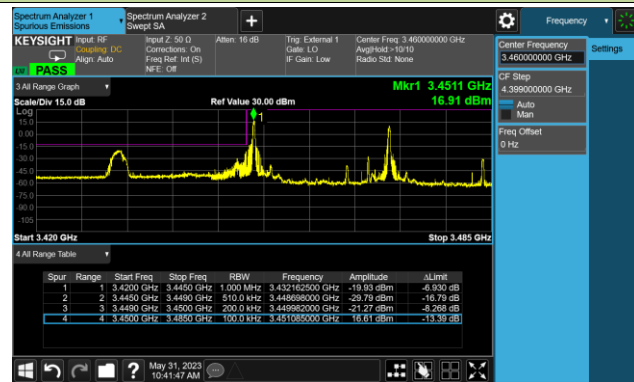 Spectrum Analyzer 1
Spurious Emissions
Spectrum Analyzer 2
Swept SA
Frequency
KEYSIGHT
Input: RF
Coupling: DC
Align: Auto
Input Z: 50 Ω
Corrections: On
Freq Ref: Int (S)
NFE: Off
Atten: 16 dB
Trig: External 1
Gate: LO
IF Gain: Low
Center Freq: 3.460000000 GHz
Avg|Hold:>10/10
Radio Std: None
PASS
Center Frequency
3.460000000 GHz
Settings
CF Step
4.399000000 GHz
Auto
Man
Freq Offset
0 Hz
3 All Range Graph
Mkr1 3.4511 GHz
16.91 dBm
Scale/Div 15.0 dB
Ref Value 30.00 dBm
Log
15.0
0.00
-15.0
-30.0
-45.0
-60.0
-75.0
-90.0
-105
1
Start 3.420 GHz
Stop 3.485 GHz
4 All Range Table
Spur Range Start Freq Stop Freq RBW Frequency Amplitude ΔLimit
1 1 3.4200 GHz 3.4450 GHz 1.000 MHz 3.432162500 GHz -19.93 dBm -6.930 dB
2 2 3.4450 GHz 3.4490 GHz 510.0 kHz 3.448698000 GHz -29.79 dBm -16.79 dB
3 3 3.4490 GHz 3.4500 GHz 200.0 kHz 3.449982000 GHz -21.27 dBm -8.268 dB
4 4 3.4500 GHz 3.4850 GHz 100.0 kHz 3.451085000 GHz 16.61 dBm -13.39 dB
May 31, 2023
10:41:47 AM